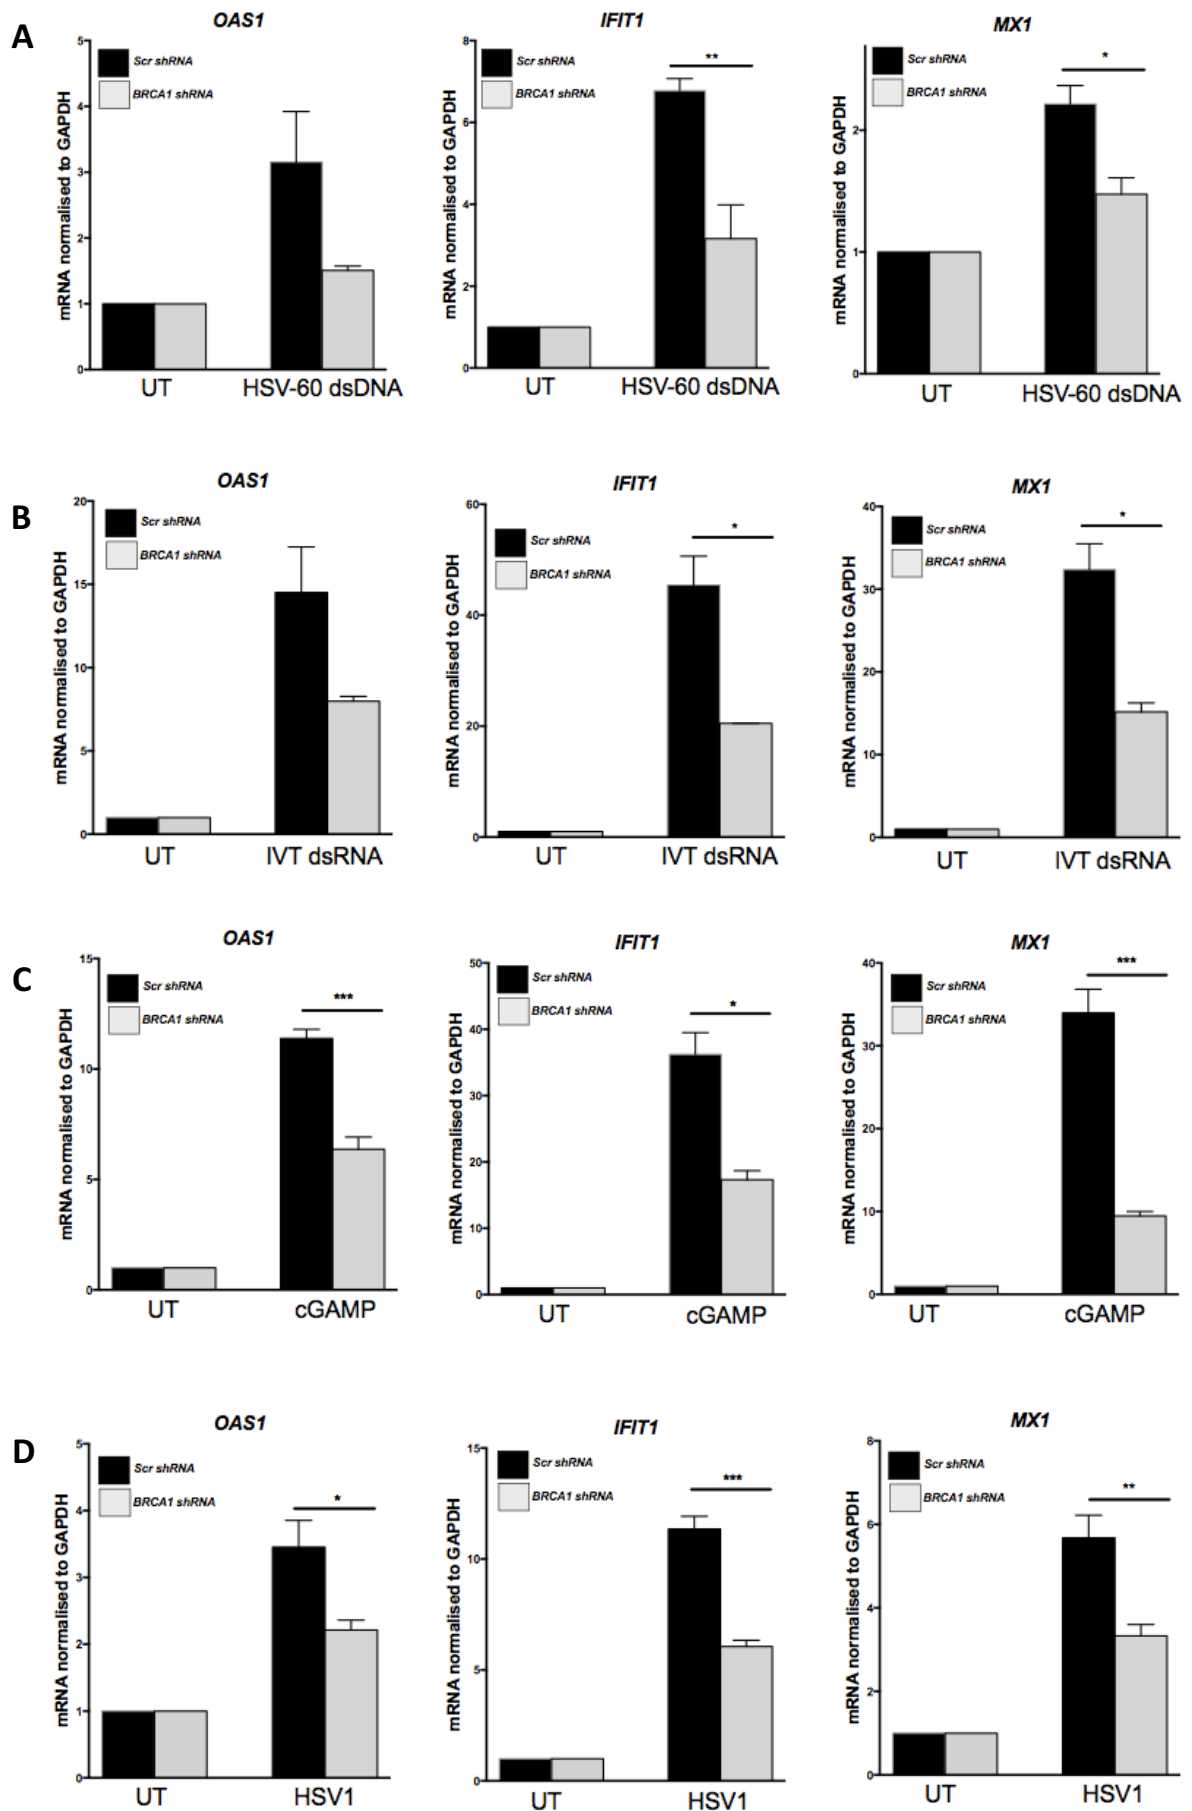 A
OAS1
5
4
3
2
1
0
mRNA normalised to GAPDH
Scr shRNA
BRCA1 shRNA
UT
HSV-60 dsDNA
IFIT1
8
6
4
2
0
mRNA normalised to GAPDH
Scr shRNA
BRCA1 shRNA
**
UT
HSV-60 dsDNA
MX1
2
1
0
mRNA normalised to GAPDH
Scr shRNA
BRCA1 shRNA
*
UT
HSV-60 dsDNA
B
OAS1
20
15
10
5
0
mRNA normalised to GAPDH
Scr shRNA
BRCA1 shRNA
UT
IVT dsRNA
IFIT1
60
40
20
0
mRNA normalised to GAPDH
Scr shRNA
BRCA1 shRNA
*
UT
IVT dsRNA
MX1
40
30
20
10
0
mRNA normalised to GAPDH
Scr shRNA
BRCA1 shRNA
*
UT
IVT dsRNA
C
OAS1
15
10
5
0
mRNA normalised to GAPDH
Scr shRNA
BRCA1 shRNA
***
UT
cGAMP
IFIT1
50
40
30
20
10
0
mRNA normalised to GAPDH
Scr shRNA
BRCA1 shRNA
*
UT
cGAMP
MX1
40
30
20
10
0
mRNA normalised to GAPDH
Scr shRNA
BRCA1 shRNA
***
UT
cGAMP
D
OAS1
5
4
3
2
1
0
mRNA normalised to GAPDH
Scr shRNA
BRCA1 shRNA
*
UT
HSV1
IFIT1
15
10
5
0
mRNA normalised to GAPDH
Scr shRNA
BRCA1 shRNA
***
UT
HSV1
MX1
8
6
4
2
0
mRNA normalised to GAPDH
Scr shRNA
BRCA1 shRNA
**
UT
HSV1